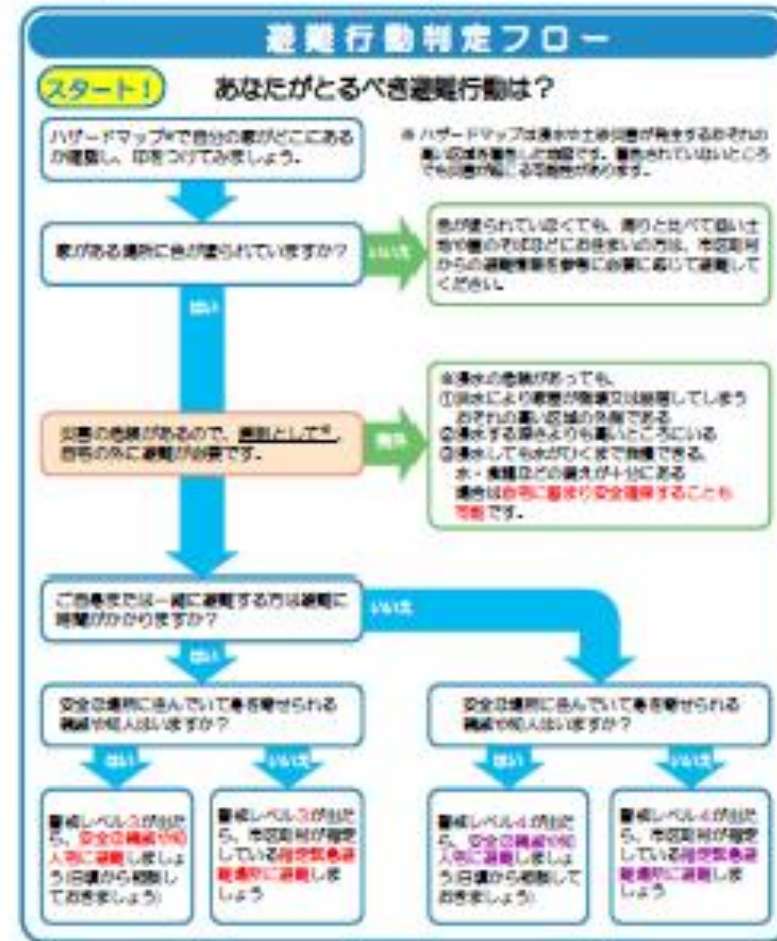 避難行動判定フロー
スタート！
あなたがとるべき避難行動は？
ハザードマップ※で自分の家がどこにある
か確認し、印をつけてみましょう。
※ ハザードマップは浸水や土砂災害が発生するおそれの
高い区域を着色した地図です。着色されていないところ
でも災害が起こる可能性があります。
家がある場所に色が塗られていますか？
いいえ
色が塗られていなくても、周りと比べて低い土
地や崖のそばなどにお住まいの方は、市区町村
からの避難情報を参考に必要に応じて避難して
ください。
はい
災害の危険があるので、原則として※、
自宅の外に避難が必要です。
例外
※浸水の危険があっても、
①洪水により家屋が倒壊又は崩落してしまう
おそれの高い区域の外側である
②浸水する深さよりも高いところにいる
③浸水しても水がひくまで我慢できる、
水・食糧などの備えが十分にある
場合は自宅に留まり安全確保することも
可能です。
ご自身または一緒に避難する方は避難に
時間がかかりますか？
いいえ
はい
安全な場所に住んでいて身を寄せられる
親戚や知人はいますか？
安全な場所に住んでいて身を寄せられる
親戚や知人はいますか？
はい
いいえ
はい
いいえ
警戒レベル3が出た
ら、安全な親戚や知
人宅に避難しましょ
う(日頃から相談し
ておきましょう)
警戒レベル3が出た
ら、市区町村が指定
している指定緊急避
難場所に避難しま
しょう
警戒レベル4が出た
ら、安全な親戚や知
人宅に避難しましょ
う(日頃から相談して
おきましょう)
警戒レベル4が出た
ら、市区町村が指定
している指定緊急避
難場所に避難しま
しょう